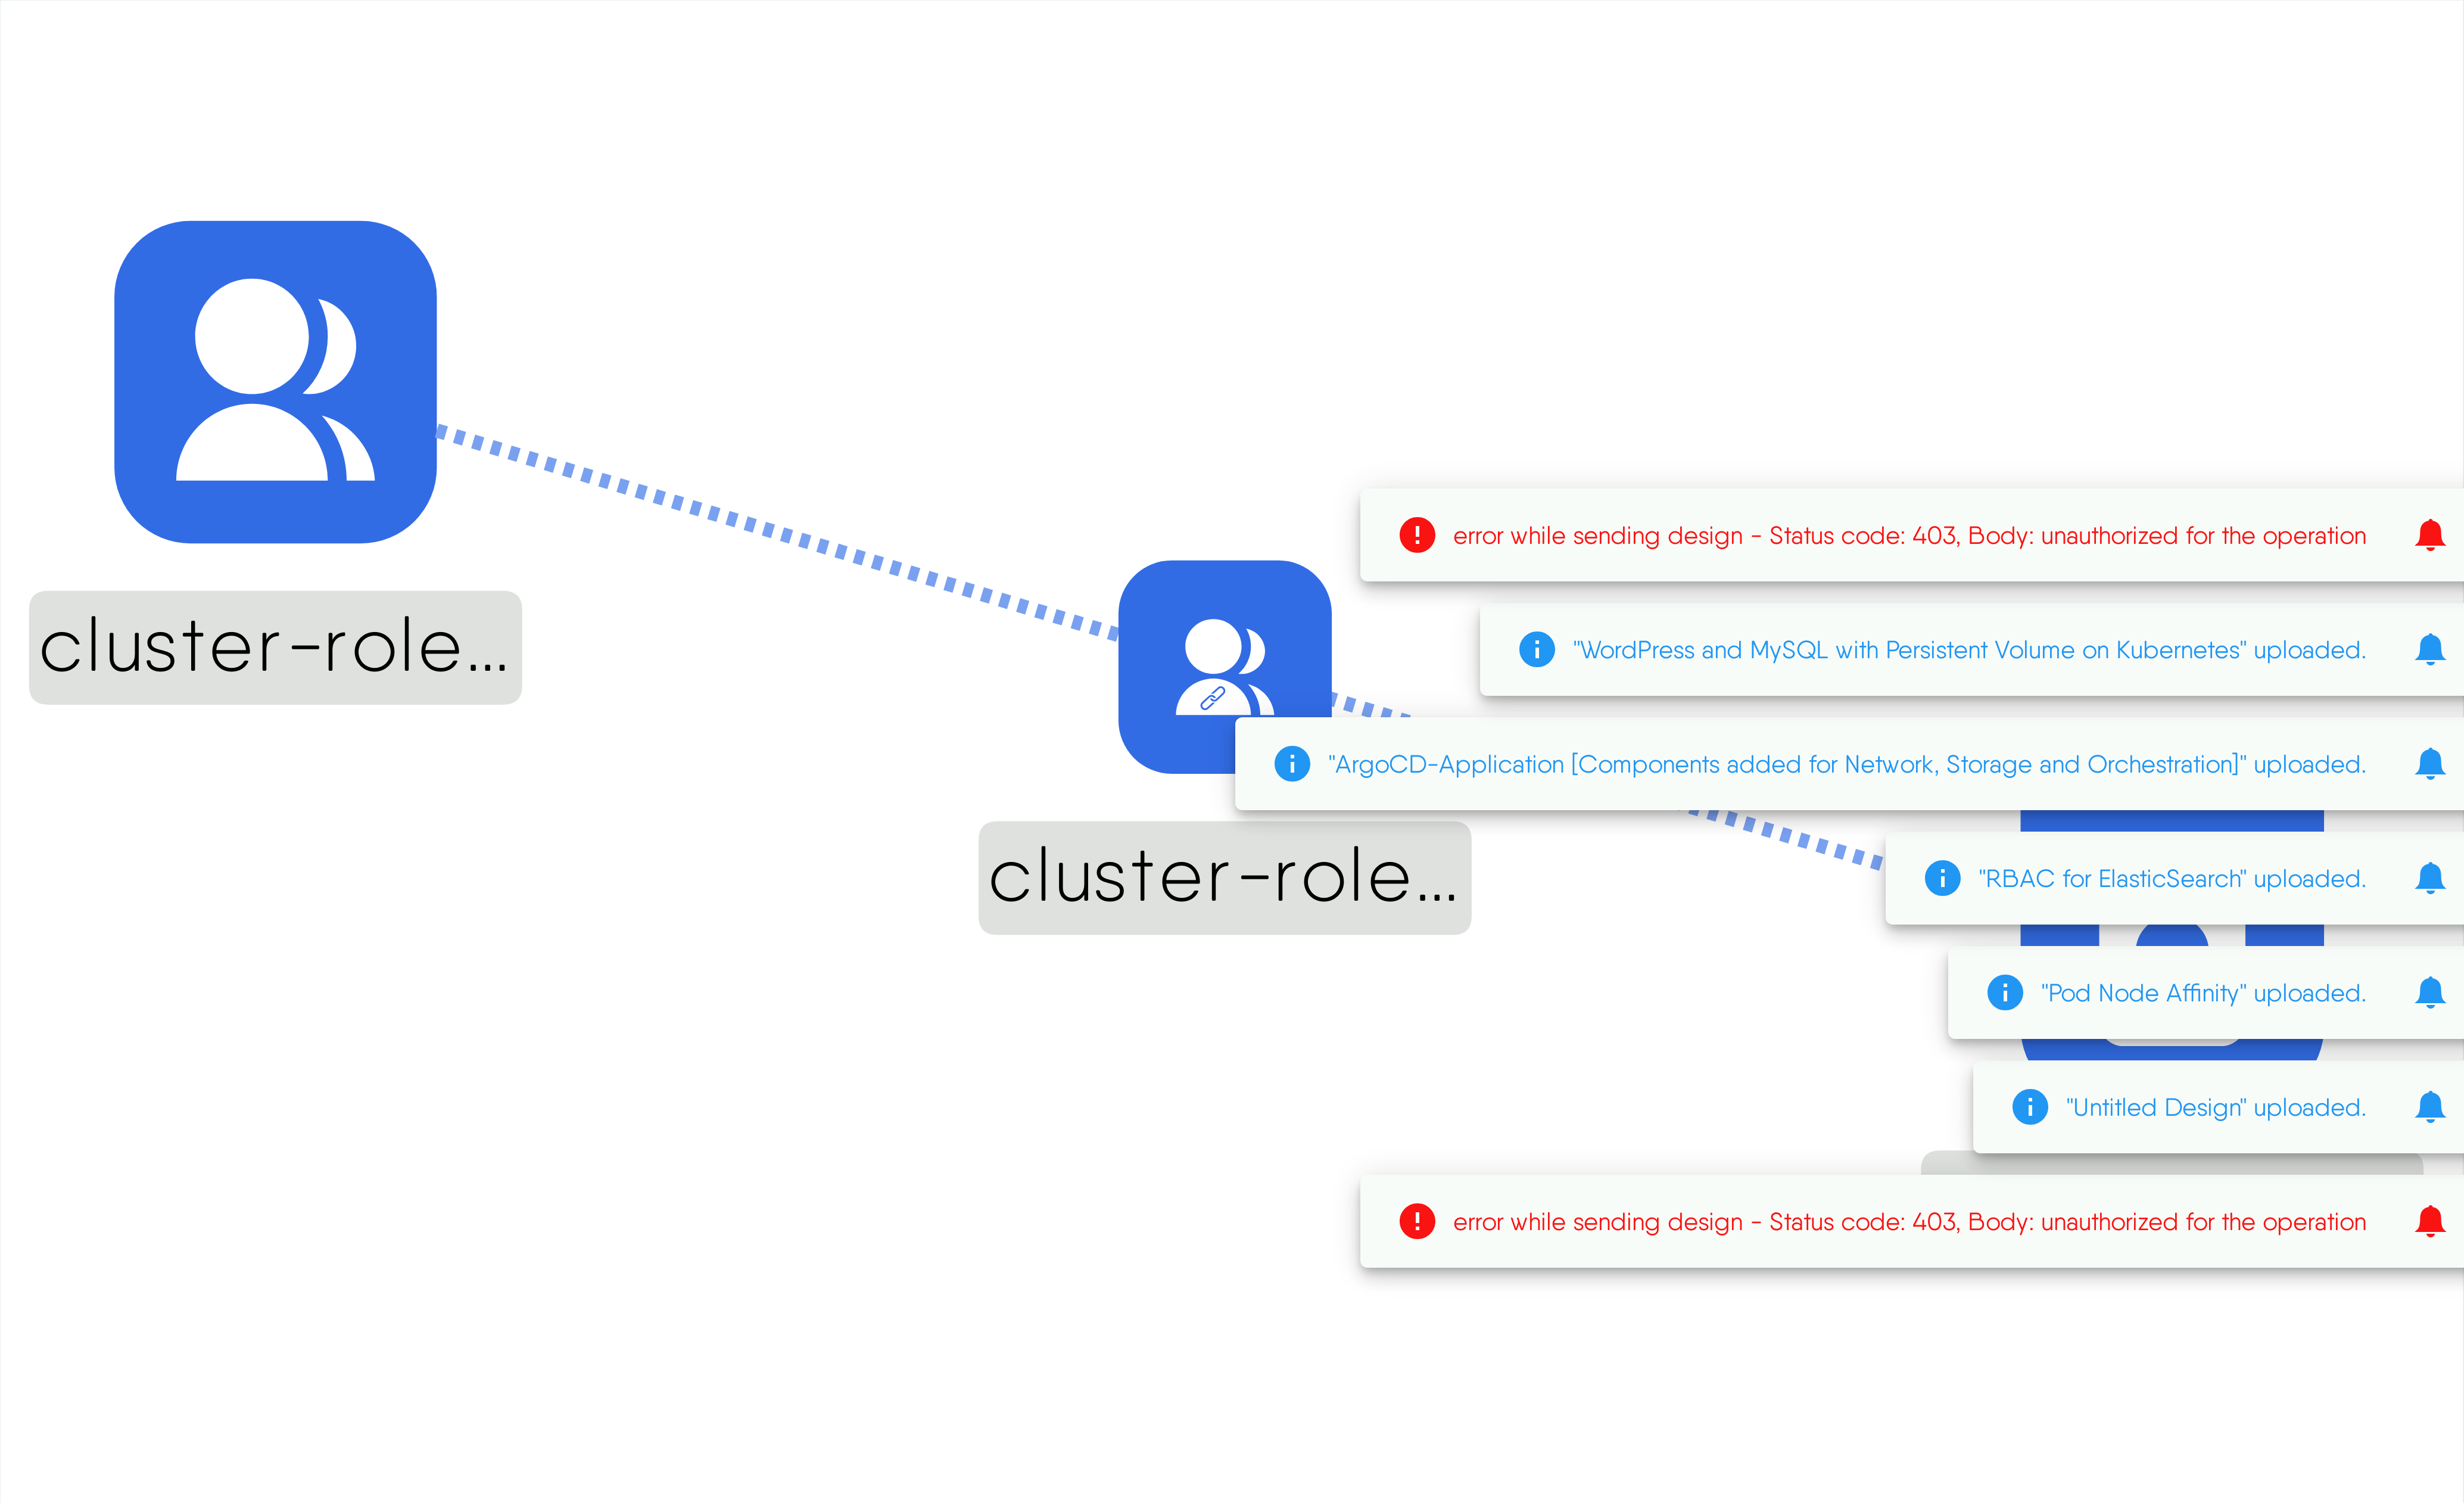 cluster-role...
error while sending design - Status code: 403, Body: unauthorized for the operation
"WordPress and MySQL with Persistent Volume on Kubernetes" uploaded.
"ArgoCD-Application [Components added for Network, Storage and Orchestration]" uploaded.
cluster-role...
"RBAC for ElasticSearch" uploaded.
"Pod Node Affinity" uploaded.
"Untitled Design" uploaded.
error while sending design - Status code: 403, Body: unauthorized for the operation